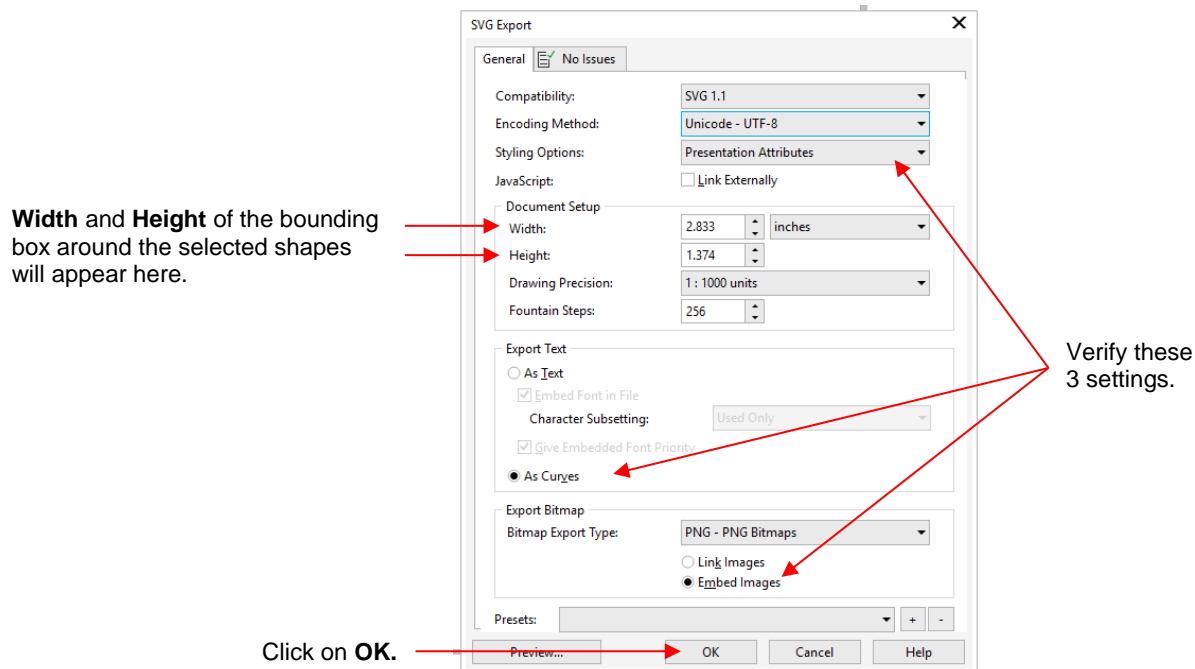 SVG Export
General No Issues
Compatibility: SVG 1.1
Encoding Method: Unicode - UTF-8
Styling Options: Presentation Attributes
JavaScript: Link Externally
Document Setup
Width: 2.833 inches
Height: 1.374
Drawing Precision: 1 : 1000 units
Fountain Steps: 256
Width and Height of the bounding
box around the selected shapes
will appear here.
Export Text
As Text
Embed Font in File
Character Subsetting: Used Only
Give Embedded Font Priority
As Curves
Verify these
3 settings.
Export Bitmap
Bitmap Export Type: PNG - PNG Bitmaps
Link Images
Embed Images
Presets: + -
Click on OK.
Preview... OK Cancel Help